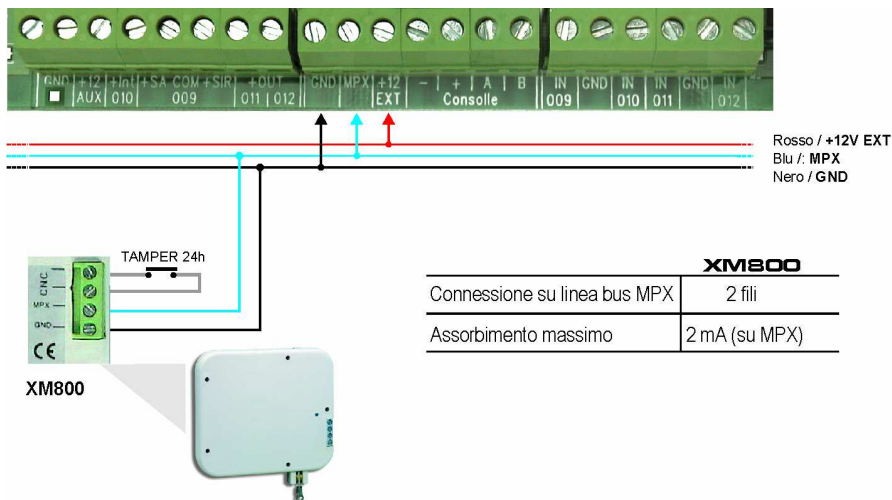 GND +12 +Int +SA COM +SIR +OUT GND MPX +12 - + A B IN GND IN IN GND IN
AUX 010 009 011 012 EXT Consolle 009 010 011 012
Rosso / +12V EXT
Blu /: MPX
Nero / GND
TAMPER 24h
CNC
MPX
GND
CE
XM800
XM800
Connessione su linea bus MPX 2 fili
Assorbimento massimo 2 mA (su MPX)